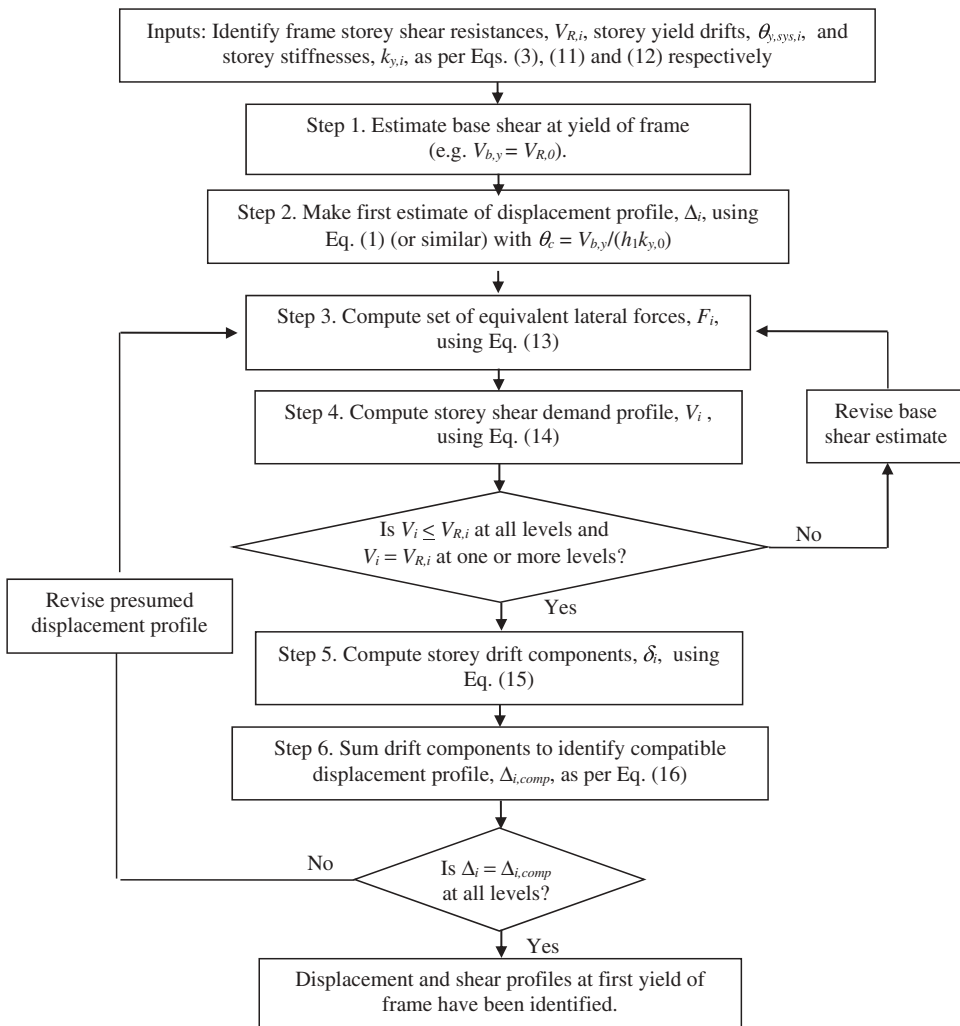 Inputs: Identify frame storey shear resistances, V_{R,i}, storey yield drifts, θ_{y,sys,i}, and
storey stiffnesses, k_{y,i}, as per Eqs. (3), (11) and (12) respectively
Step 1. Estimate base shear at yield of frame
(e.g. V_{b,y} = V_{R,0}).
Step 2. Make first estimate of displacement profile, Δ_i, using
Eq. (1) (or similar) with θ_c = V_{b,y}/(h_1k_{y,0})
Step 3. Compute set of equivalent lateral forces, F_i,
using Eq. (13)
Step 4. Compute storey shear demand profile, V_i ,
using Eq. (14)
Revise base
shear estimate
Is V_i ≤ V_{R,i} at all levels and
V_i = V_{R,i} at one or more levels?
No
Yes
Revise presumed
displacement profile
Step 5. Compute storey drift components, δ_i, using
Eq. (15)
Step 6. Sum drift components to identify compatible
displacement profile, Δ_{i,comp}, as per Eq. (16)
No
Is Δ_i = Δ_{i,comp}
at all levels?
Yes
Displacement and shear profiles at first yield of
frame have been identified.